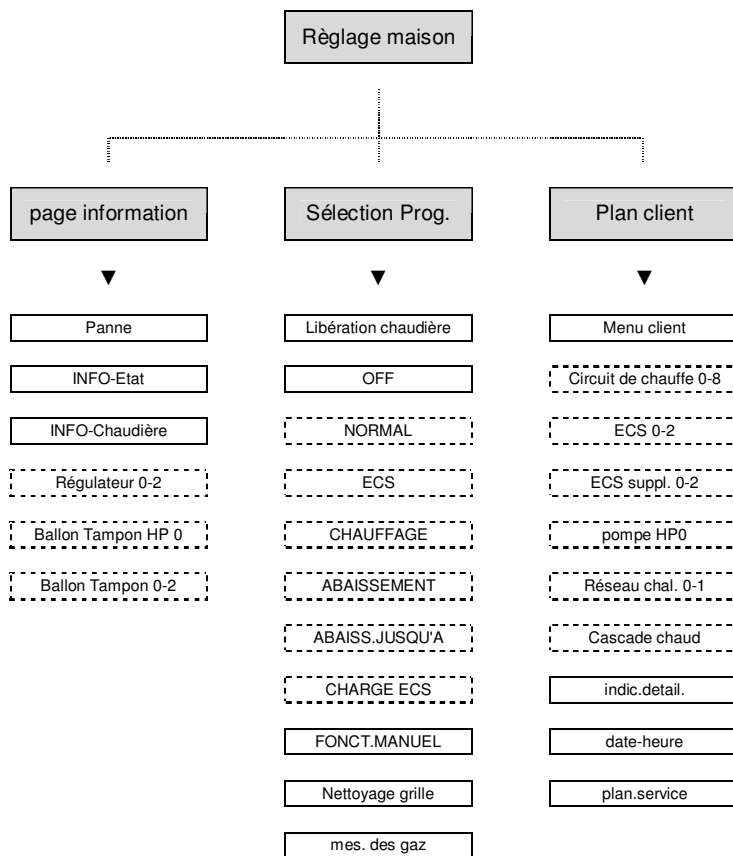 Règlage maison
page information
Sélection Prog.
Plan client
Panne
INFO-Etat
INFO-Chaudière
Régulateur 0-2
Ballon Tampon HP 0
Ballon Tampon 0-2
Libération chaudière
OFF
NORMAL
ECS
CHAUFFAGE
ABAISSEMENT
ABAISS.JUSQU'A
CHARGE ECS
FONCT.MANUEL
Nettoyage grille
mes. des gaz
Menu client
Circuit de chauffe 0-8
ECS 0-2
ECS suppl. 0-2
pompe HP0
Réseau chal. 0-1
Cascade chaud
indic.detail.
date-heure
plan.service